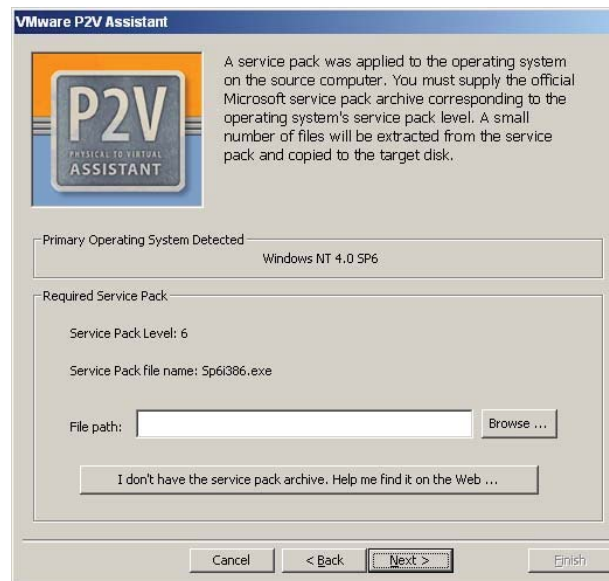 VMware P2V Assistant
P2V
PHYSICAL TO VIRTUAL
ASSISTANT
A service pack was applied to the operating system
on the source computer. You must supply the official
Microsoft service pack archive corresponding to the
operating system's service pack level. A small
number of files will be extracted from the service
pack and copied to the target disk.
Primary Operating System Detected
Windows NT 4.0 SP6
Required Service Pack
Service Pack Level: 6
Service Pack file name: Sp6i386.exe
File path:
Browse ...
I don't have the service pack archive. Help me find it on the Web ...
Cancel
< Back
Next >
Finish